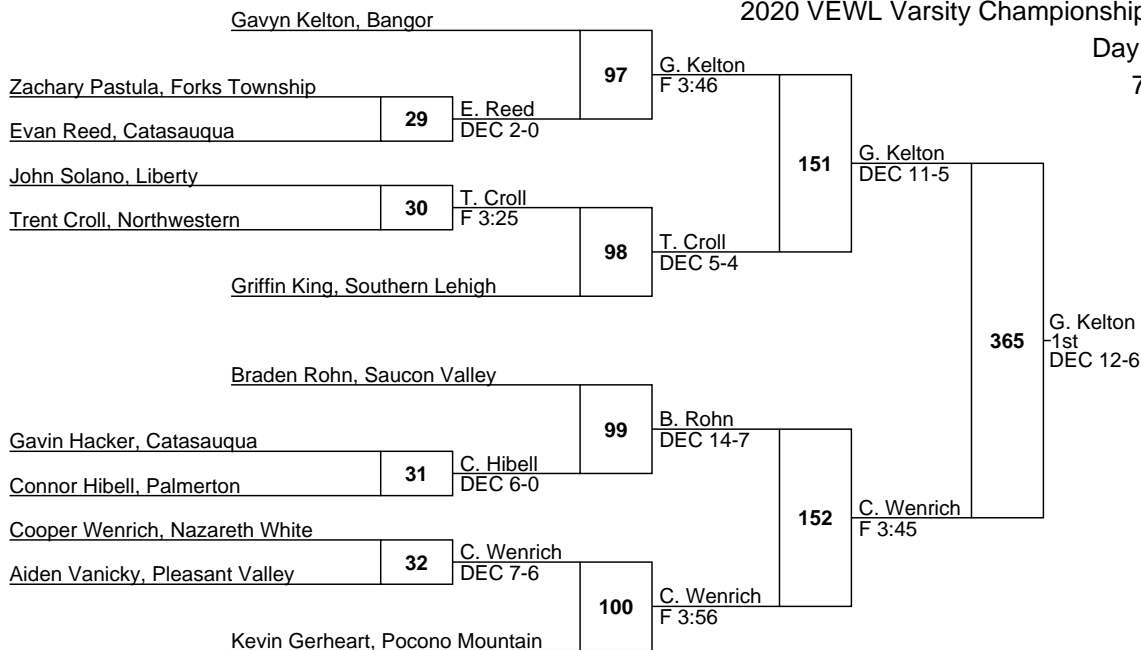 2020 VEWL Varsity Championship
Day
7
Gavyn Kelton, Bangor
97
G. Kelton
F 3:46
Zachary Pastula, Forks Township
29
E. Reed
DEC 2-0
Evan Reed, Catasauqua
151
G. Kelton
DEC 11-5
John Solano, Liberty
30
T. Croll
F 3:25
Trent Croll, Northwestern
98
T. Croll
DEC 5-4
Griffin King, Southern Lehigh
365
G. Kelton
1st
DEC 12-6
Braden Rohn, Saucon Valley
99
B. Rohn
DEC 14-7
Gavin Hacker, Catasauqua
31
C. Hibell
DEC 6-0
Connor Hibell, Palmerton
152
C. Wenrich
F 3:45
Cooper Wenrich, Nazareth White
32
C. Wenrich
DEC 7-6
Aiden Vanicky, Pleasant Valley
100
C. Wenrich
F 3:56
Kevin Gerheart, Pocono Mountain